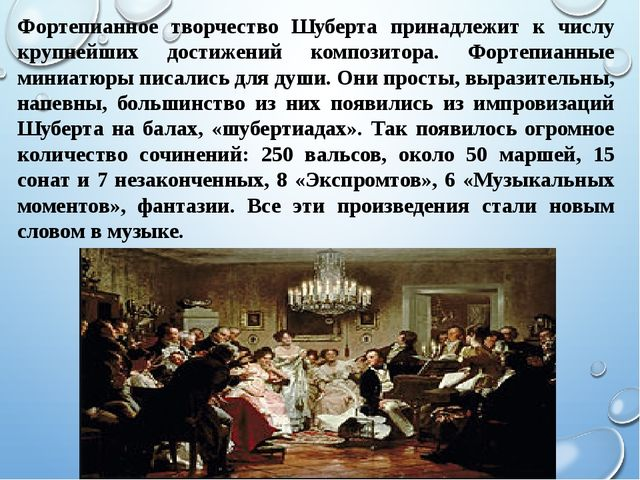 Фортепианное творчество Шуберта принадлежит к числу
крупнейших достижений композитора. Фортепианные
миниатюры писались для души. Они просты, выразительны,
напевны, большинство из них появились из импровизаций
Шуберта на балах, «шубертиадах». Так появилось огромное
количество сочинений: 250 вальсов, около 50 маршей, 15
сонат и 7 незаконченных, 8 «Экспромтов», 6 «Музыкальных
моментов», фантазии. Все эти произведения стали новым
словом в музыке.